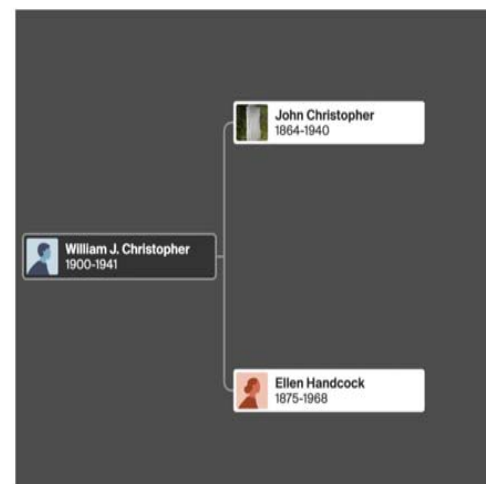 John Christopher
1864-1940
William J. Christopher
1900-1941
Ellen Handcock
1875-1968